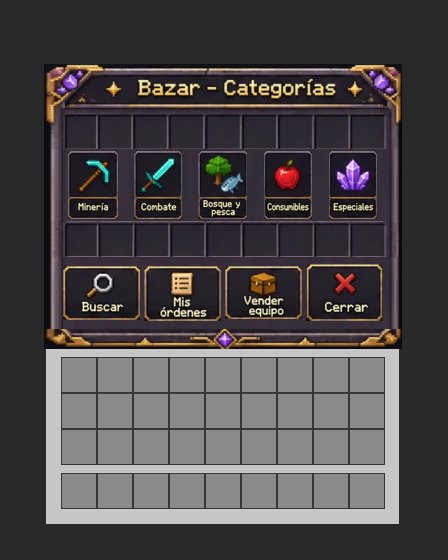 Bazar - Categorías
Minería
Combate
Bosque y
pesca
Consumibles
Especiales
Buscar
Mis
órdenes
Vender
equipo
Cerrar